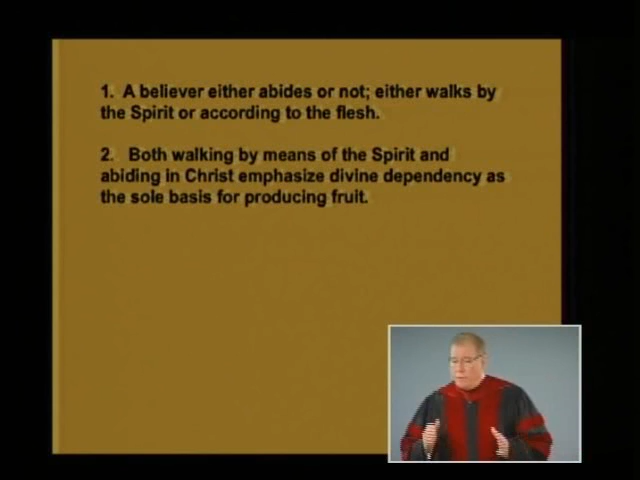 1. A believer either abides or not; either walks by
the Spirit or according to the flesh.
2. Both walking by means of the Spirit and
abiding in Christ emphasize divine dependency as
the sole basis for producing fruit.